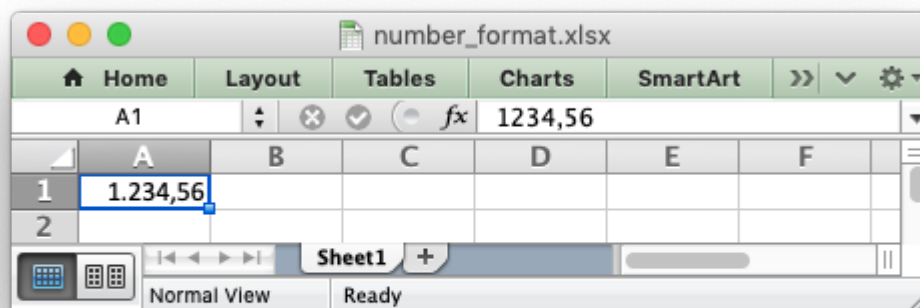 number_format.xlsx
Home Layout Tables Charts SmartArt
A1 fx 1234,56
A B C D E F
1 1.234,56
2
Sheet1 +
Normal View Ready